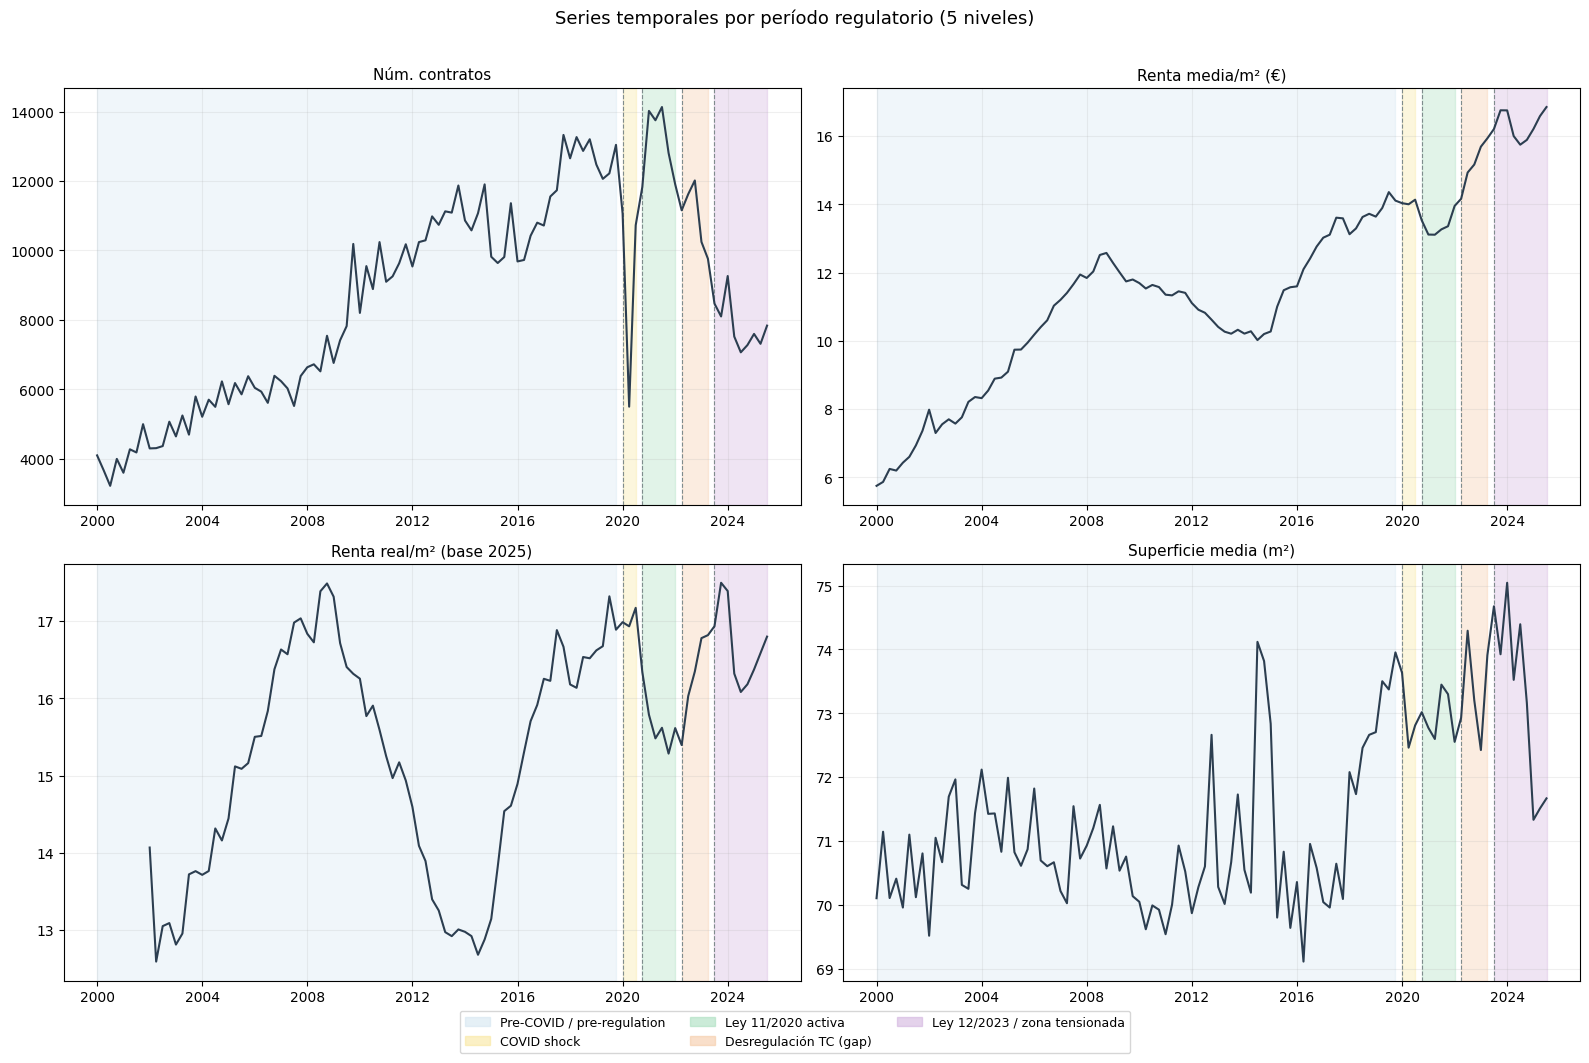 Series temporales por período regulatorio (5 niveles)
Núm. contratos
14000
12000
10000
8000
6000
4000
2000 2004 2008 2012 2016 2020 2024
Renta media/m² (€)
16
14
12
10
8
6
2000 2004 2008 2012 2016 2020 2024
Renta real/m² (base 2025)
17
16
15
14
13
2000 2004 2008 2012 2016 2020 2024
Superficie media (m²)
75
74
73
72
71
70
69
2000 2004 2008 2012 2016 2020 2024
Pre-COVID / pre-regulation
COVID shock
Ley 11/2020 activa
Desregulación TC (gap)
Ley 12/2023 / zona tensionada